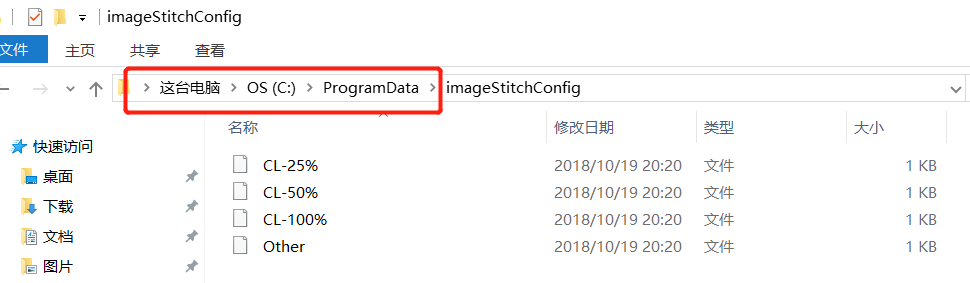 imageStitchConfig
文件 主页 共享 查看
这台电脑 OS (C:) ProgramData imageStitchConfig
名称 修改日期 类型 大小
快速访问
桌面
下载
文档
图片
CL-25% 2018/10/19 20:20 文件 1 KB
CL-50% 2018/10/19 20:20 文件 1 KB
CL-100% 2018/10/19 20:20 文件 1 KB
Other 2018/10/19 20:20 文件 1 KB